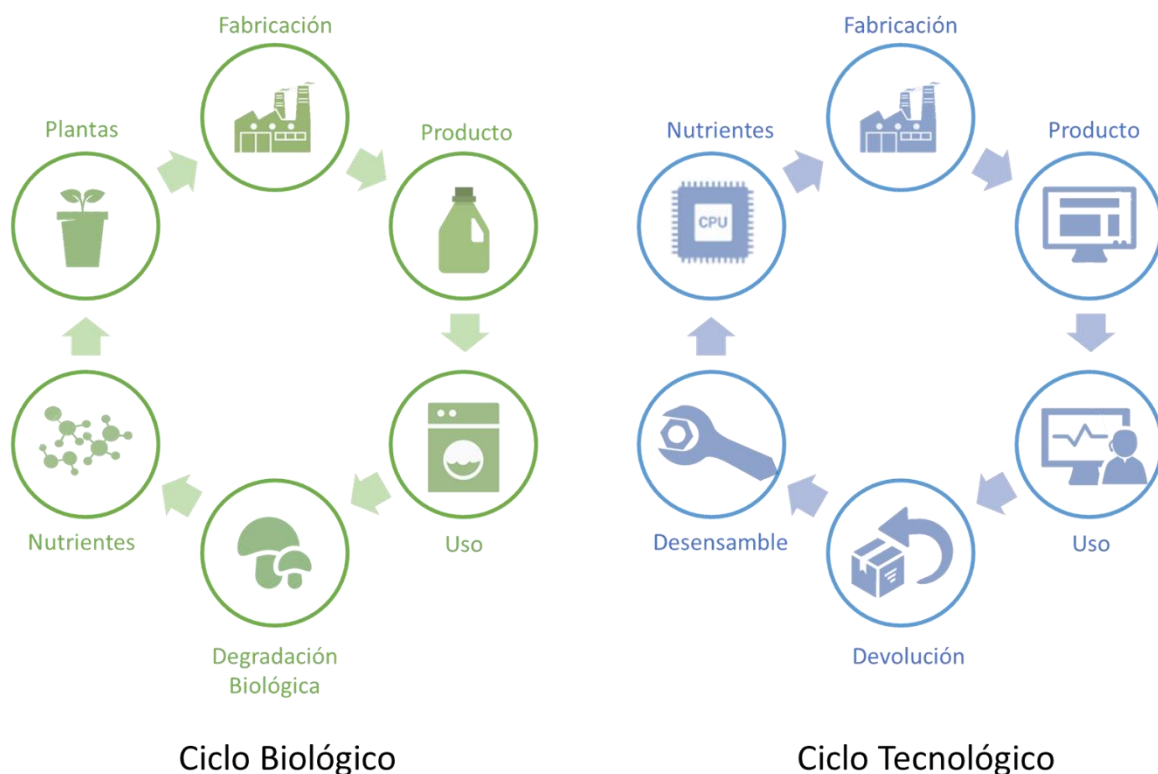 Fabricación
Plantas
Producto
Nutrientes
Uso
Degradación
Biológica
Ciclo Biológico
Fabricación
Nutrientes
Producto
CPU
Desensamble
Uso
Devolución
Ciclo Tecnológico